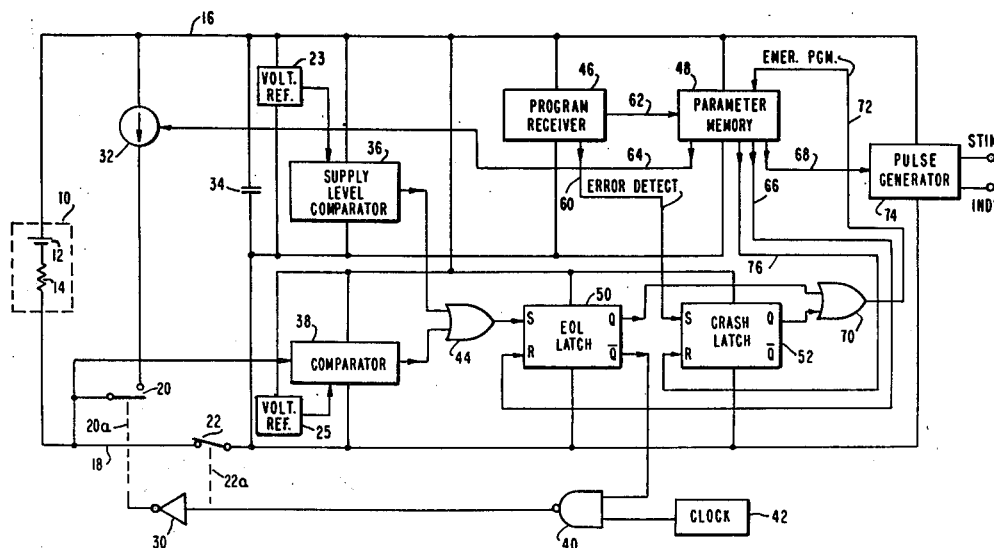 16
23
VOLT. REF.
46
48
EMER. PGM.
PROGRAM RECEIVER
62
PARAMETER MEMORY
72
32
36
64
68
STIM
34
SUPPLY LEVEL COMPARATOR
60
ERROR DETECT
66
PULSE GENERATOR
10
74
IND
12
76
14
50
38
S EOL LATCH Q
R Q̅
S CRASH LATCH Q
R Q̅
70
COMPARATOR
44
52
20
VOLT. REF.
20a
22
25
18
22a
CLOCK
42
30
40